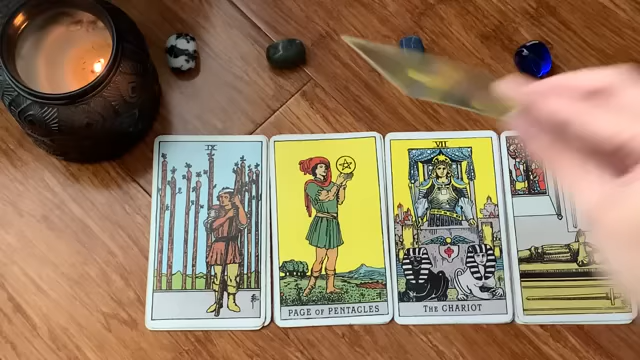 IX
PAGE OF PENTACLES
VII
THE CHARIOT